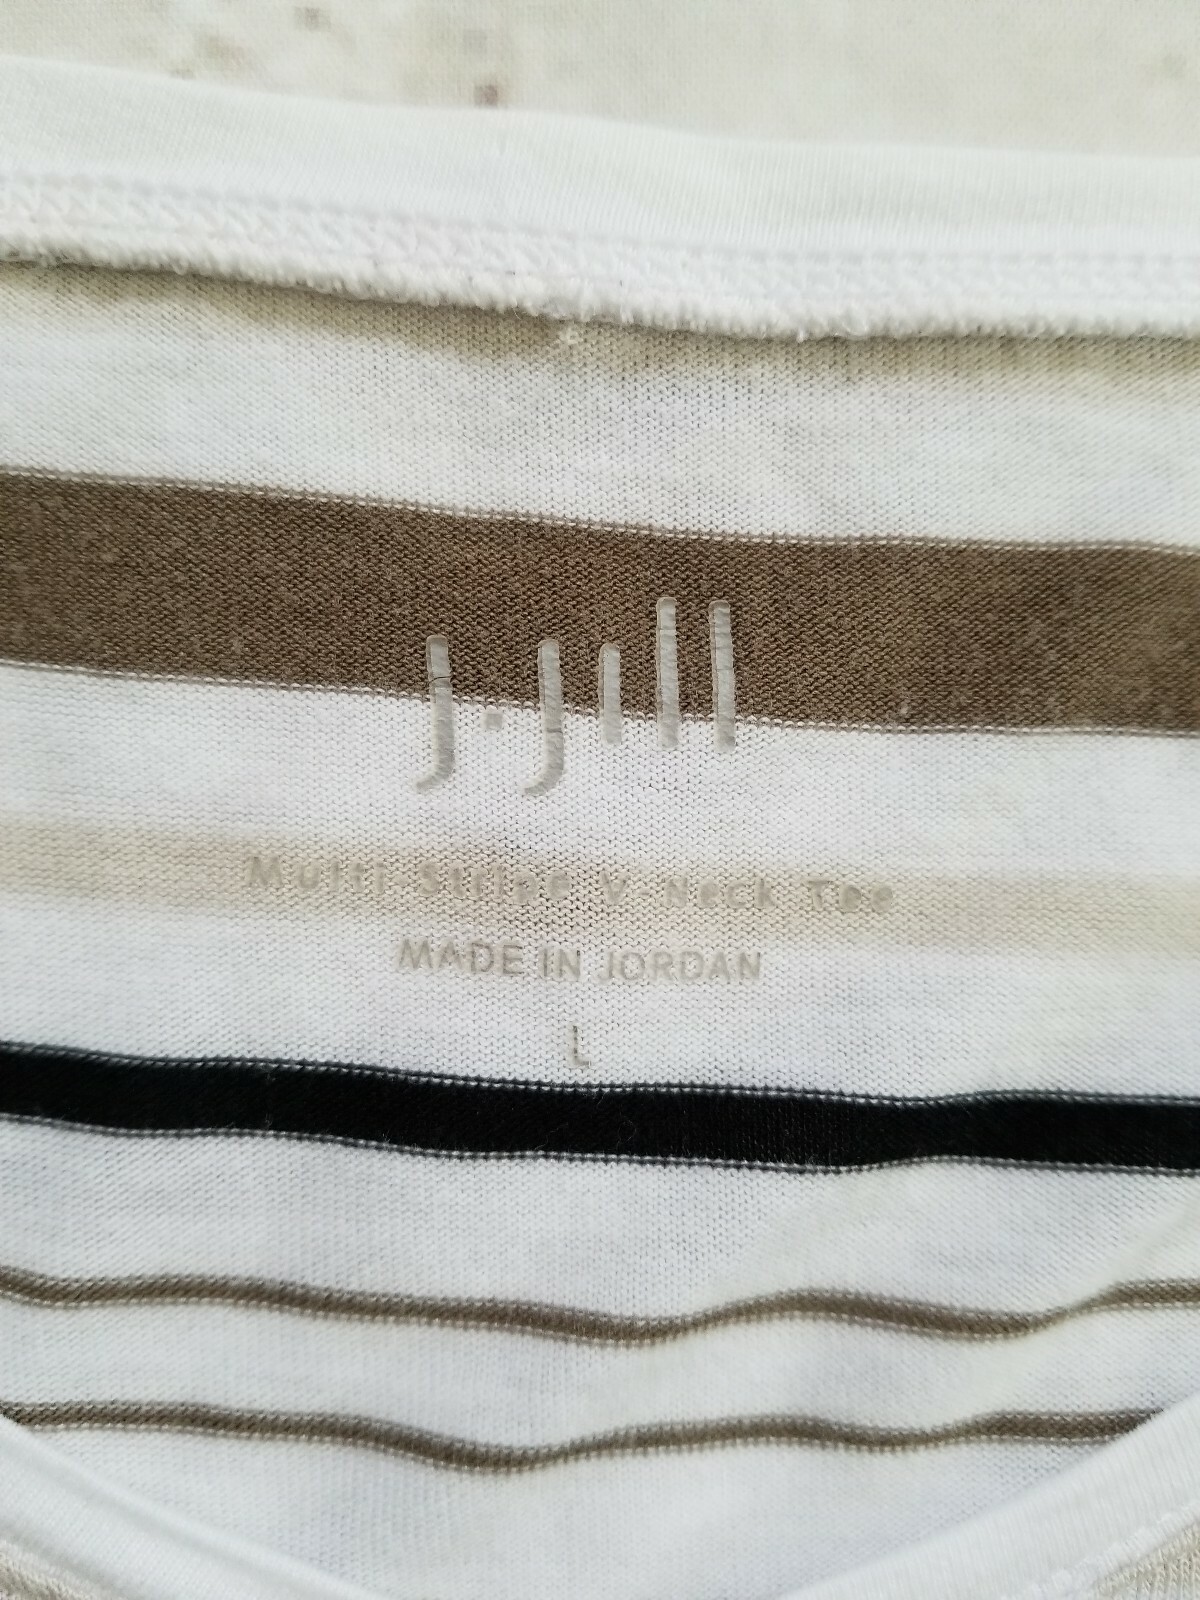 j.jill
Multi Stripe V-Neck Tee
MADE IN JORDAN
L